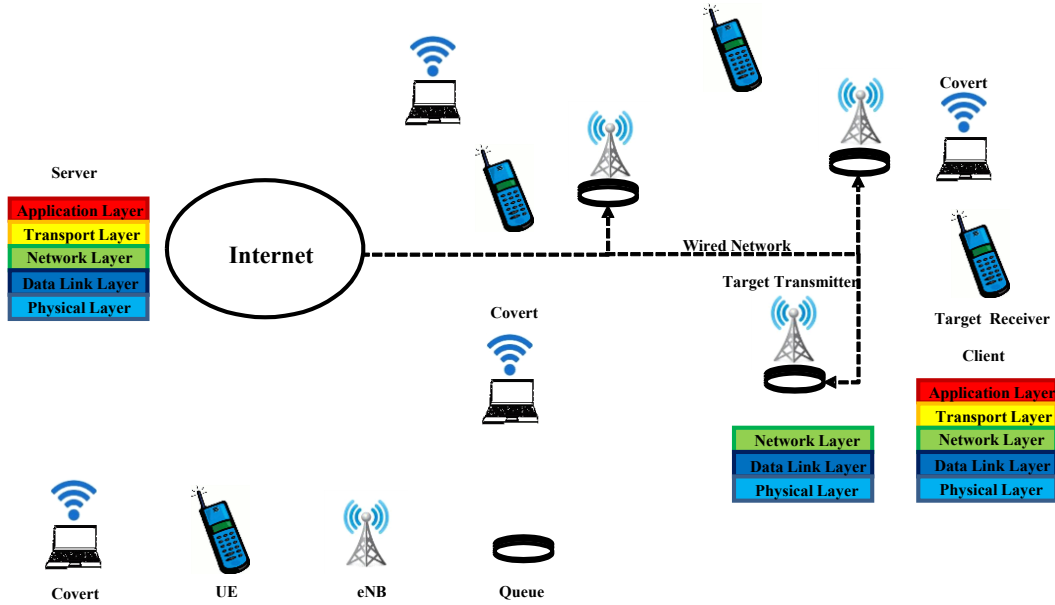 Covert
Server
Application Layer
Transport Layer
Network Layer
Data Link Layer
Physical Layer
Internet
Wired Network
Target Transmitter
Target Receiver
Covert
Client
Application Layer
Transport Layer
Network Layer
Data Link Layer
Physical Layer
Network Layer
Data Link Layer
Physical Layer
Covert
UE
eNB
Queue